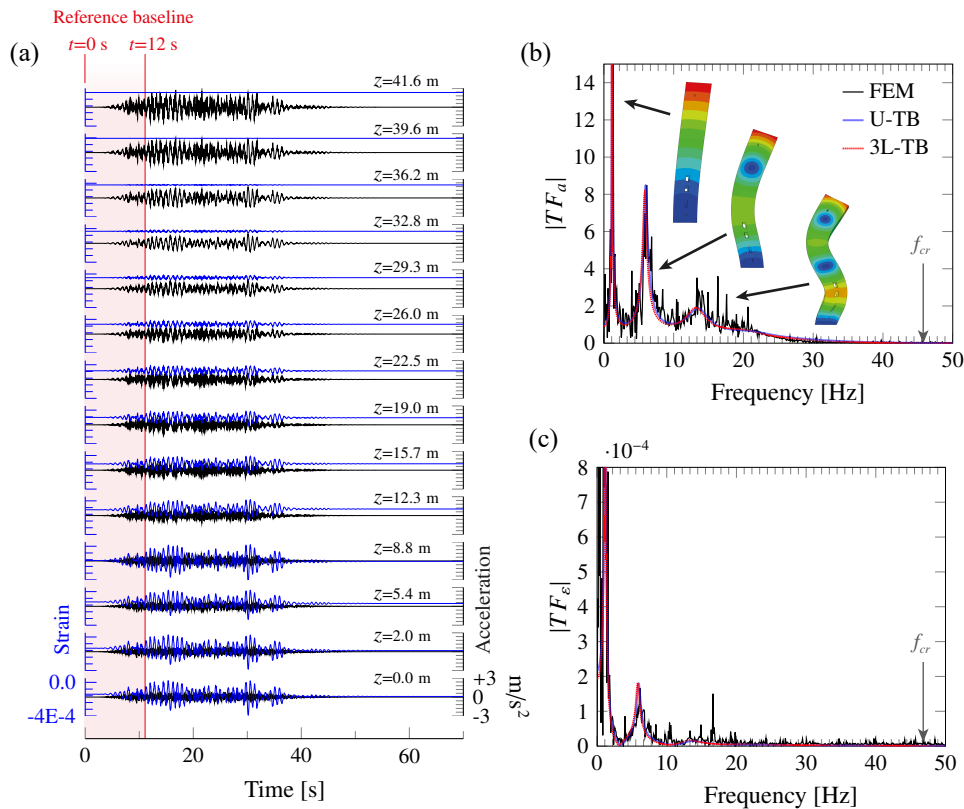 Reference baseline
t=0 s
t=12 s
(a)
z=41.6 m
z=39.6 m
z=36.2 m
z=32.8 m
z=29.3 m
z=26.0 m
z=22.5 m
z=19.0 m
z=15.7 m
z=12.3 m
z=8.8 m
z=5.4 m
z=2.0 m
z=0.0 m
Strain
0.0
-4E-4
Acceleration
+3
0
-3
m/s²
0 20 40 60
Time [s]
(b)
FEM
U-TB
3L-TB
|TFₐ|
14
12
10
8
6
4
2
0
f_cr
0 10 20 30 40 50
Frequency [Hz]
(c)
·10⁻⁴
|TF_ε|
8
7
6
5
4
3
2
1
0
f_cr
0 10 20 30 40 50
Frequency [Hz]